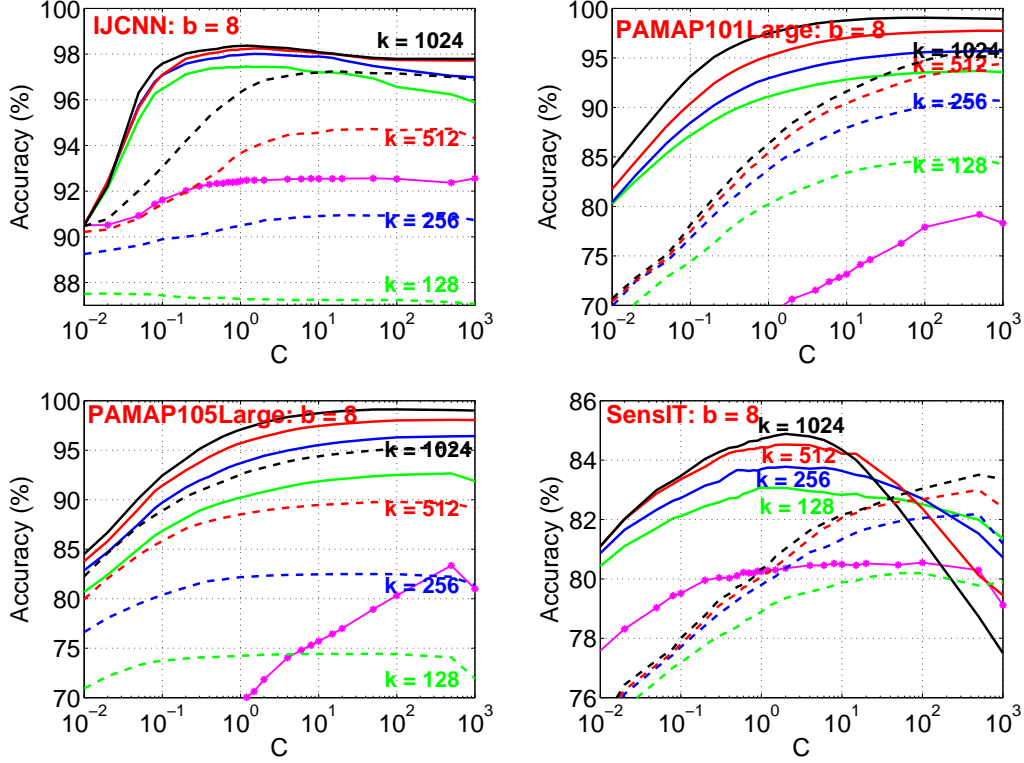 IJCNN: b = 8
k = 1024
k = 512
k = 256
k = 128
Accuracy (%)
100
98
96
94
92
90
88
10^−2 10^−1 10^0 10^1 10^2 10^3
C
PAMAP101Large: b = 8
k = 1024
k = 512
k = 256
k = 128
Accuracy (%)
100
95
90
85
80
75
70
10^−2 10^−1 10^0 10^1 10^2 10^3
C
PAMAP105Large: b = 8
k = 1024
k = 512
k = 256
k = 128
Accuracy (%)
100
95
90
85
80
75
70
10^−2 10^−1 10^0 10^1 10^2 10^3
C
SensIT: b = 8
k = 1024
k = 512
k = 256
k = 128
Accuracy (%)
86
84
82
80
78
76
10^−2 10^−1 10^0 10^1 10^2 10^3
C